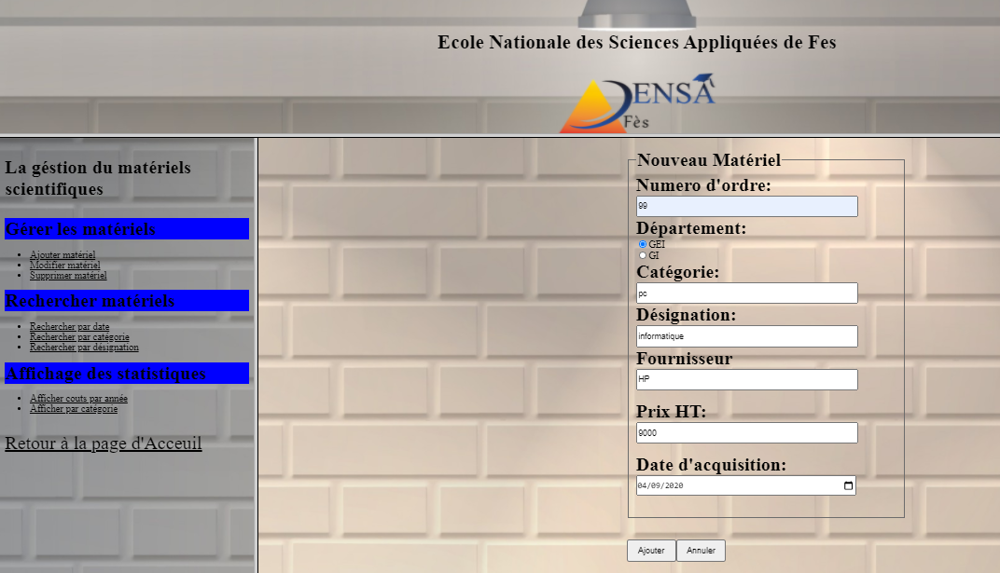 Ecole Nationale des Sciences Appliquées de Fes
ENSA
Fès
La géstion du matériels
scientifiques
Gérer les matériels
Ajouter matériel
Modifier matériel
Supprimer matériel
Rechercher matériels
Rechercher par date
Rechercher par catégorie
Rechercher par désignation
Affichage des statistiques
Afficher couts par année
Afficher par catégorie
Retour à la page d'Acceuil
Nouveau Matériel
Numero d'ordre:
99
Département:
GEI
GI
Catégorie:
pc
Désignation:
informatique
Fournisseur
HP
Prix HT:
9000
Date d'acquisition:
04/09/2020
Ajouter Annuler